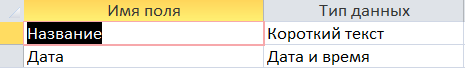 Имя поля Тип данных
Название Короткий текст
Дата Дата и время